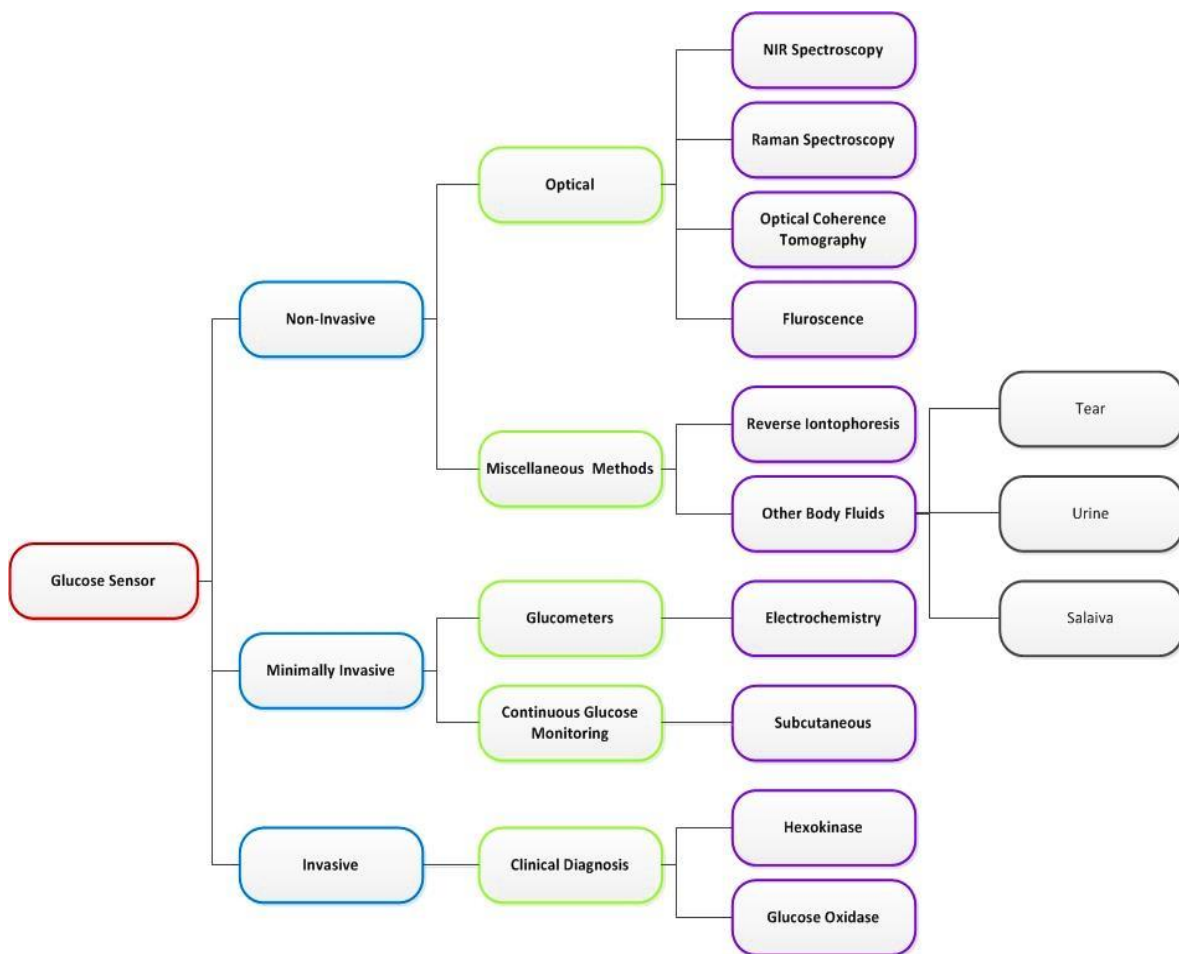 Glucose Sensor
Non-Invasive
Optical
NIR Spectroscopy
Raman Spectroscopy
Optical Coherence
Tomography
Fluroscence
Miscellaneous Methods
Reverse Iontophoresis
Other Body Fluids
Tear
Urine
Salaiva
Minimally Invasive
Glucometers
Electrochemistry
Continuous Glucose
Monitoring
Subcutaneous
Invasive
Clinical Diagnosis
Hexokinase
Glucose Oxidase